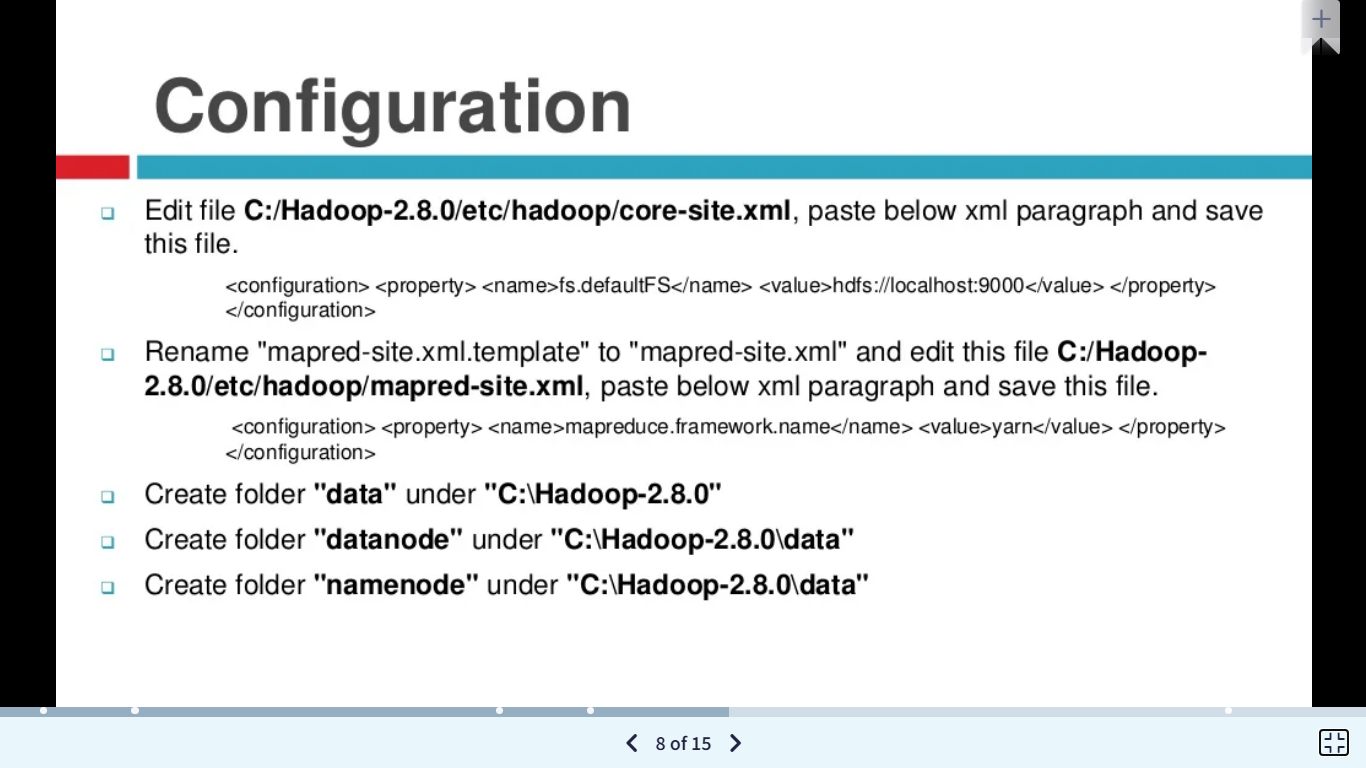 Configuration
Edit file C:/Hadoop-2.8.0/etc/hadoop/core-site.xml, paste below xml paragraph and save
this file.
<configuration> <property> <name>fs.defaultFS</name> <value>hdfs://localhost:9000</value> </property>
</configuration>
Rename "mapred-site.xml.template" to "mapred-site.xml" and edit this file C:/Hadoop-
2.8.0/etc/hadoop/mapred-site.xml, paste below xml paragraph and save this file.
<configuration> <property> <name>mapreduce.framework.name</name> <value>yarn</value> </property>
</configuration>
Create folder "data" under "C:\Hadoop-2.8.0"
Create folder "datanode" under "C:\Hadoop-2.8.0\data"
Create folder "namenode" under "C:\Hadoop-2.8.0\data"
8 of 15